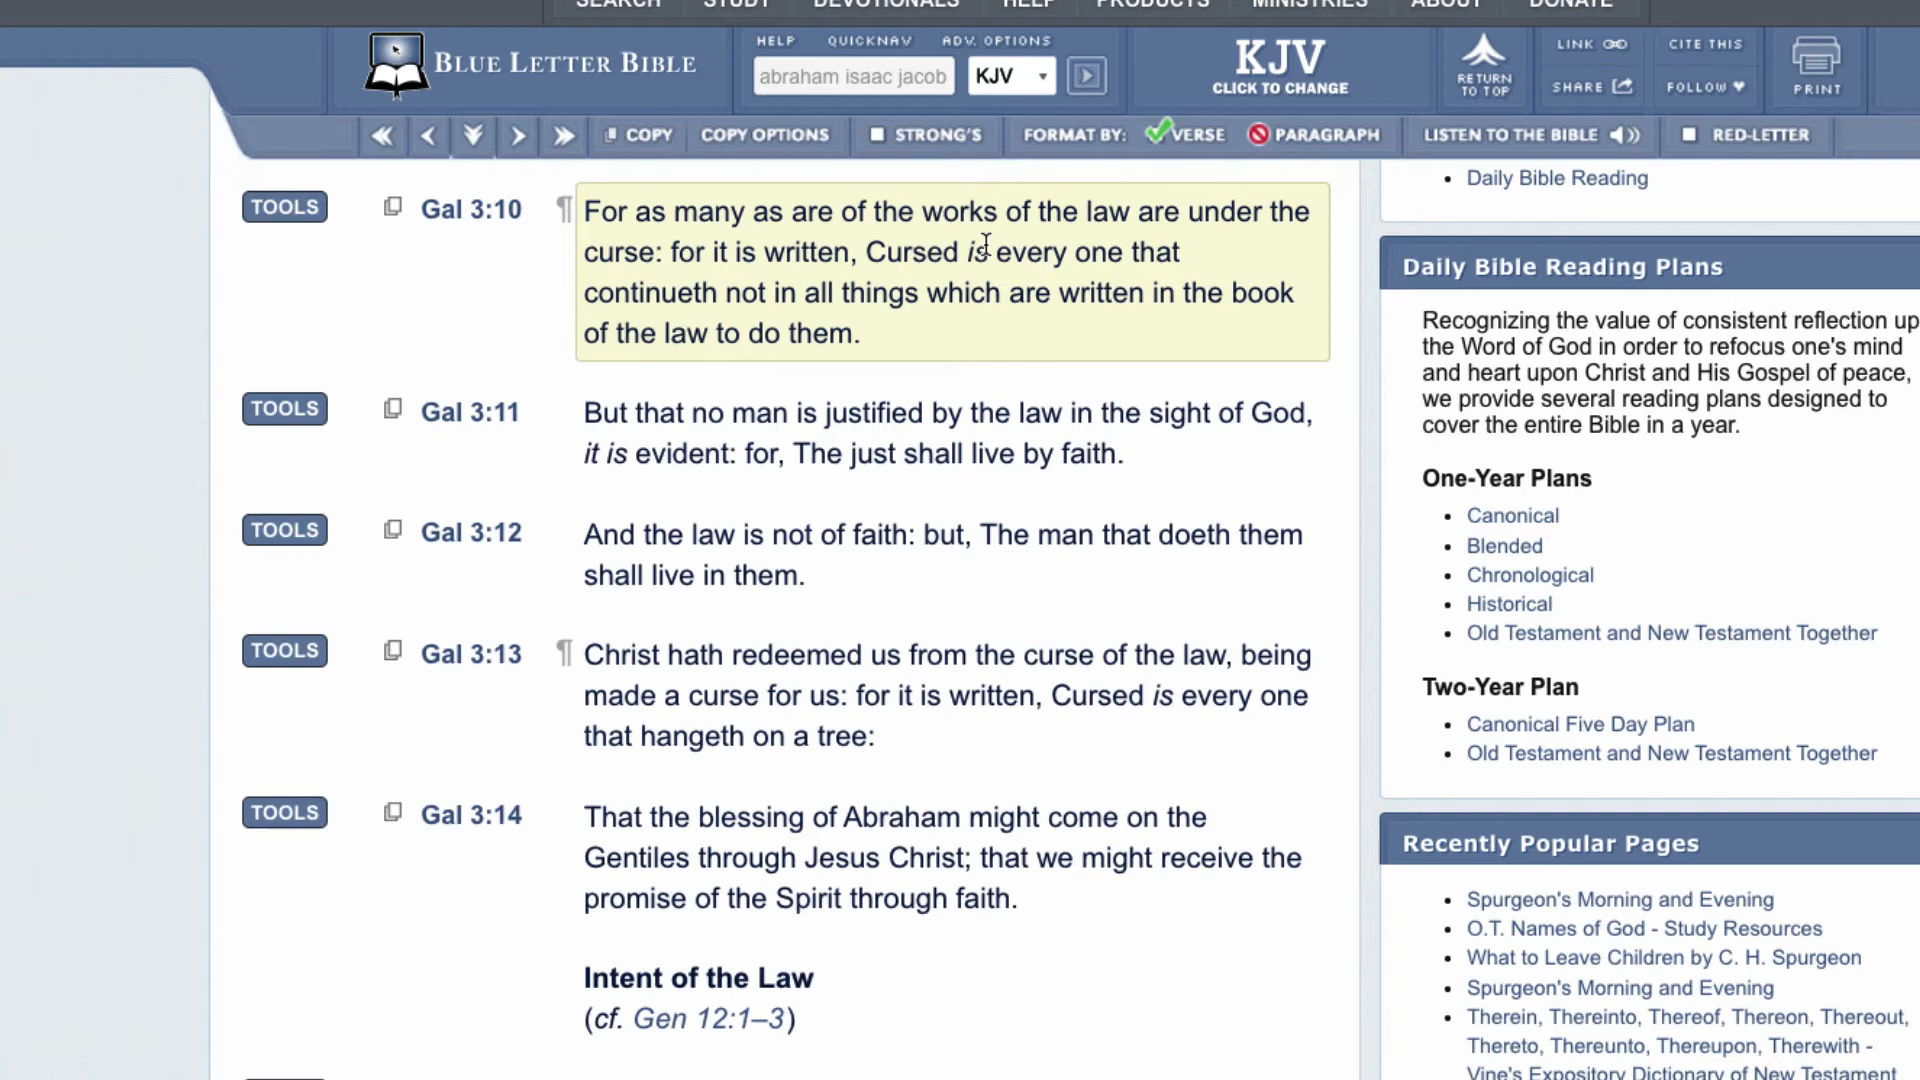 SEARCH STUDY DEVOTIONALS HELP PRODUCTS MINISTRIES ABOUT DONATE
BLUE LETTER BIBLE
HELP QUICKNAV ADV. OPTIONS
abraham isaac jacob KJV
KJV
CLICK TO CHANGE
RETURN
TO TOP
LINK
SHARE
CITE THIS
FOLLOW
PRINT
COPY COPY OPTIONS STRONG'S FORMAT BY: VERSE PARAGRAPH LISTEN TO THE BIBLE RED-LETTER
TOOLS Gal 3:10 ¶ For as many as are of the works of the law are under the
curse: for it is written, Cursed is every one that
continueth not in all things which are written in the book
of the law to do them.
TOOLS Gal 3:11 But that no man is justified by the law in the sight of God,
it is evident: for, The just shall live by faith.
TOOLS Gal 3:12 And the law is not of faith: but, The man that doeth them
shall live in them.
TOOLS Gal 3:13 ¶ Christ hath redeemed us from the curse of the law, being
made a curse for us: for it is written, Cursed is every one
that hangeth on a tree:
TOOLS Gal 3:14 That the blessing of Abraham might come on the
Gentiles through Jesus Christ; that we might receive the
promise of the Spirit through faith.
Intent of the Law
(cf. Gen 12:1–3)
• Daily Bible Reading
Daily Bible Reading Plans
Recognizing the value of consistent reflection up
the Word of God in order to refocus one's mind
and heart upon Christ and His Gospel of peace,
we provide several reading plans designed to
cover the entire Bible in a year.
One-Year Plans
• Canonical
• Blended
• Chronological
• Historical
• Old Testament and New Testament Together
Two-Year Plan
• Canonical Five Day Plan
• Old Testament and New Testament Together
Recently Popular Pages
• Spurgeon's Morning and Evening
• O.T. Names of God - Study Resources
• What to Leave Children by C. H. Spurgeon
• Spurgeon's Morning and Evening
• Therein, Thereinto, Thereof, Thereon, Thereout,
Thereto, Thereunto, Thereupon, Therewith -
Vine's Expository Dictionary of New Testament